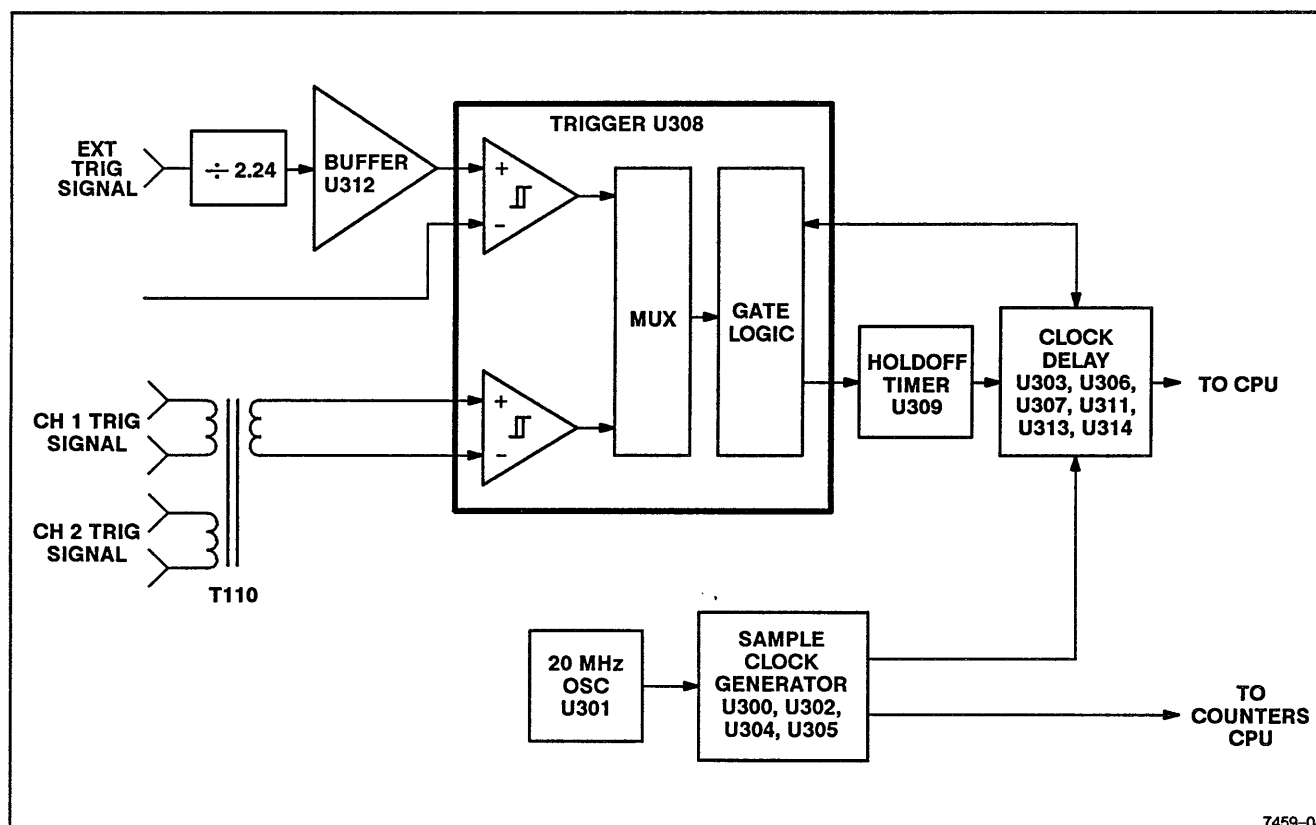 TRIGGER U308
EXT
TRIG
SIGNAL
÷ 2.24
BUFFER
U312
+
-
MUX
GATE
LOGIC
HOLDOFF
TIMER
U309
CLOCK
DELAY
U303, U306,
U307, U311,
U313, U314
TO CPU
CH 1 TRIG
SIGNAL
+
-
CH 2 TRIG
SIGNAL
T110
20 MHz
OSC
U301
SAMPLE
CLOCK
GENERATOR
U300, U302,
U304, U305
TO
COUNTERS
CPU